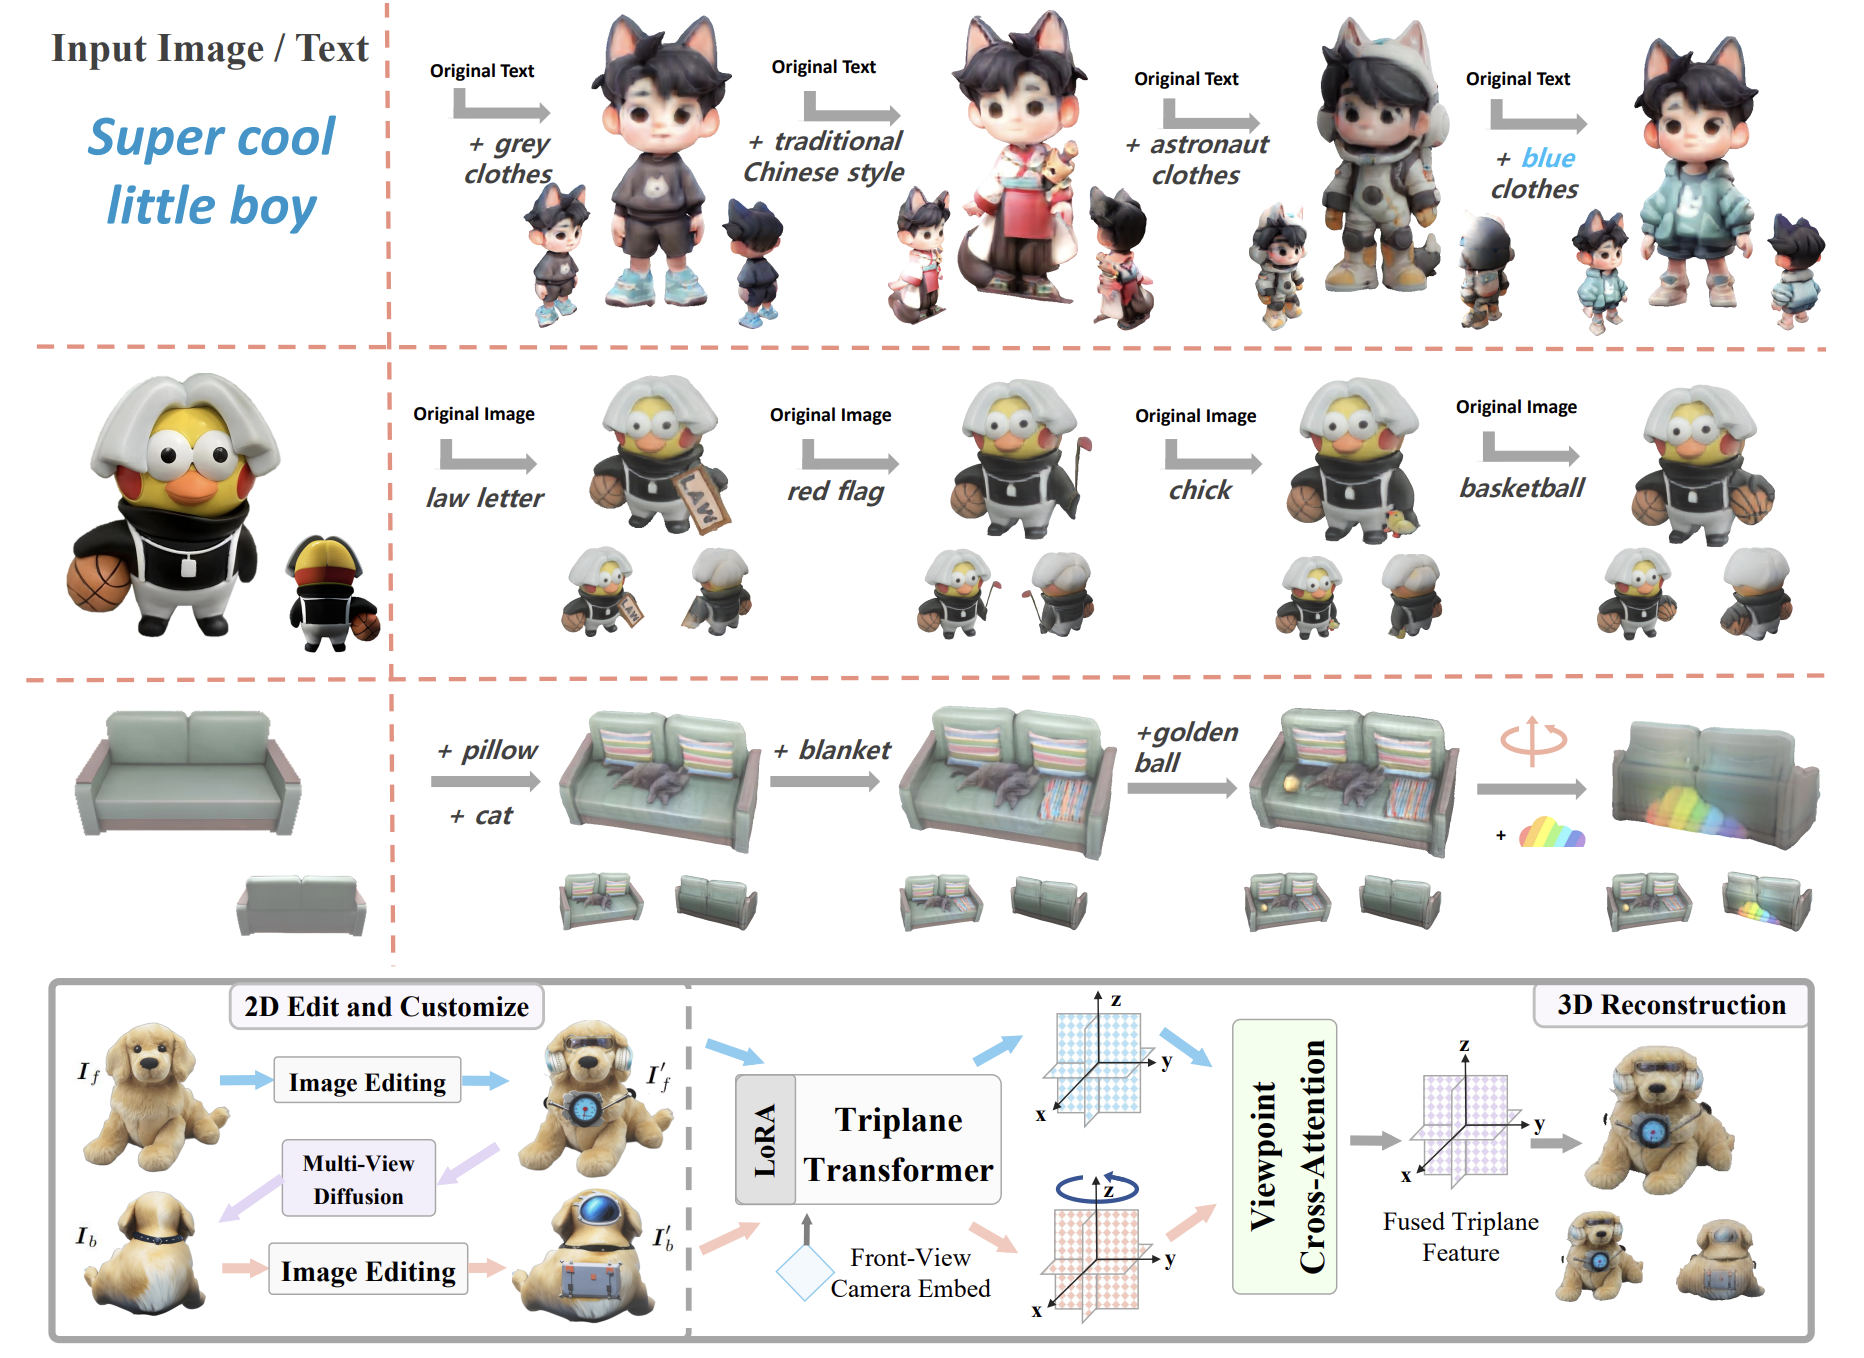 Input Image / Text
Super cool
little boy
Original Text
+ grey
clothes
Original Text
+ traditional
Chinese style
Original Text
+ astronaut
clothes
Original Text
+ blue
clothes
Original Image
law letter
LAW
LAW
Original Image
red flag
Original Image
chick
Original Image
basketball
+ pillow
+ cat
+ blanket
+golden
ball
+
2D Edit and Customize
I_f
Image Editing
I'_f
Multi-View
Diffusion
I_b
Image Editing
I'_b
LoRA
Triplane
Transformer
Front-View
Camera Embed
z
y
x
z
y
x
Viewpoint
Cross-Attention
3D Reconstruction
z
y
x
Fused Triplane
Feature